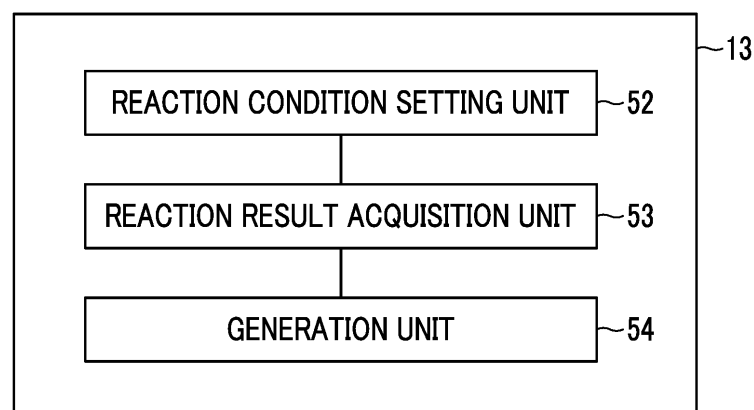 13
REACTION CONDITION SETTING UNIT 52
REACTION RESULT ACQUISITION UNIT 53
GENERATION UNIT 54